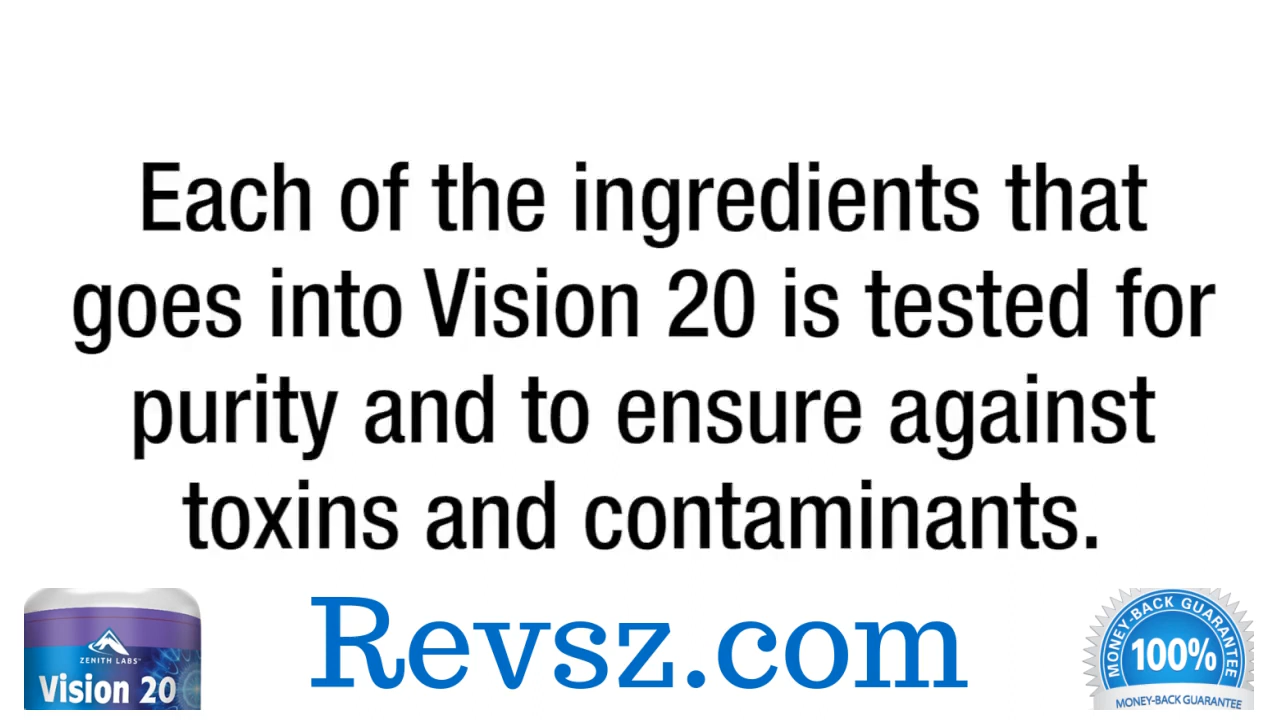 Each of the ingredients that
goes into Vision 20 is tested for
purity and to ensure against
toxins and contaminants.
Revsz.com
ZENITH LABS™
Vision 20
MONEY-BACK GUARANTEE
100%
MONEY-BACK GUARANTEE